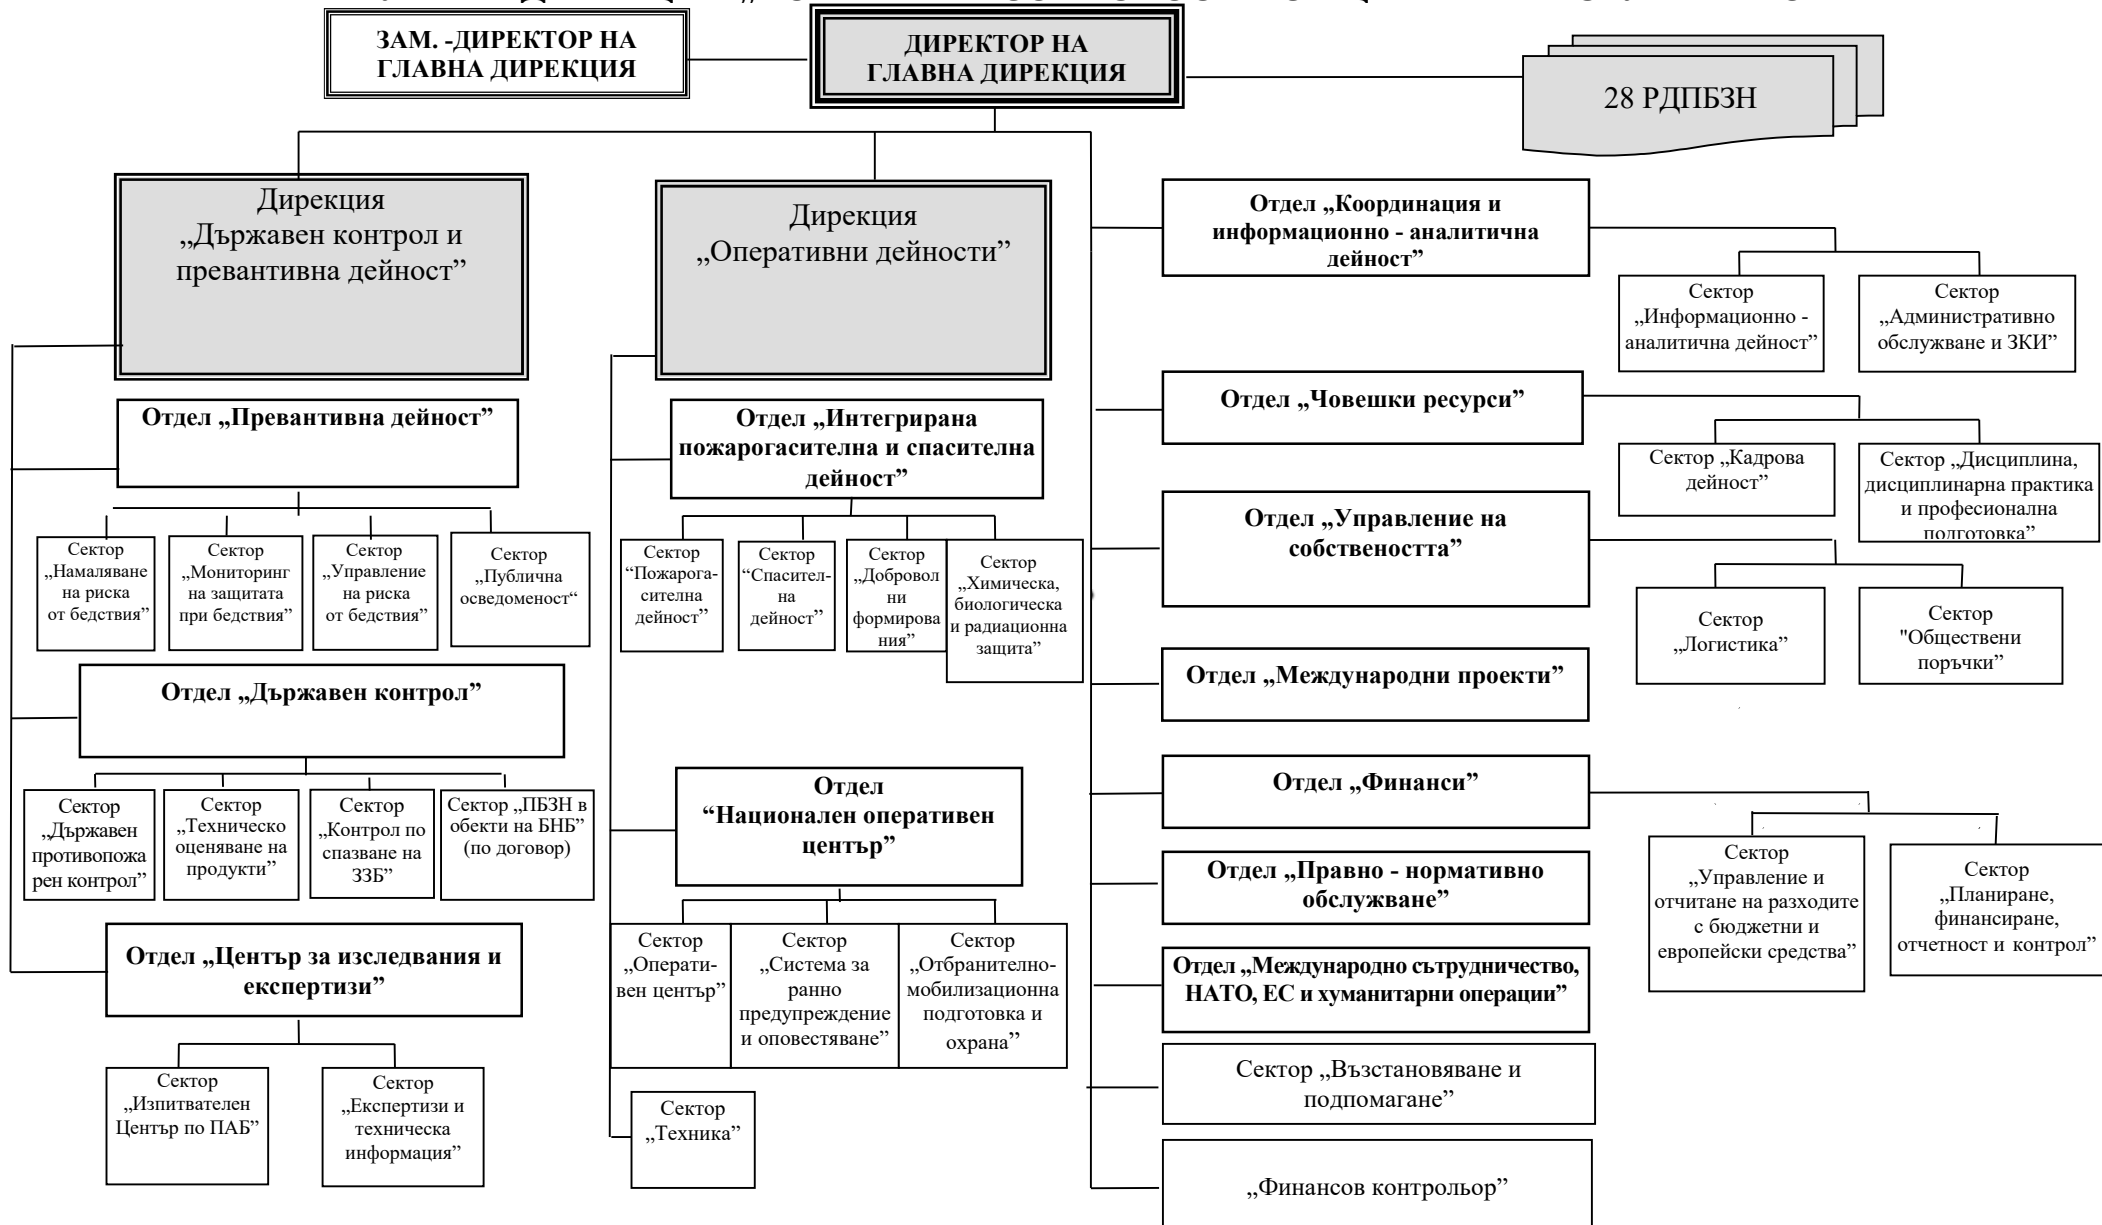 ЗАМ. -ДИРЕКТОР НА
ГЛАВНА ДИРЕКЦИЯ
ДИРЕКТОР НА
ГЛАВНА ДИРЕКЦИЯ
28 РДПБЗН
Дирекция
„Държавен контрол и
превантивна дейност”
Дирекция
„Оперативни дейности”
Отдел „Превантивна дейност”
Сектор
„Намаляване
на риска
от бедствия”
Сектор
„Мониторинг
на защитата
при бедствия”
Сектор
„Управление
на риска
от бедствия”
Сектор
„Публична
осведоменост“
Отдел „Държавен контрол”
Сектор
„Държавен
противопожа
рен контрол”
Сектор
„Техническо
оценяване на
продукти”
Сектор
„Контрол по
спазване на
ЗЗБ”
Сектор „ПБЗН в
обекти на БНБ”
(по договор)
Отдел „Център за изследвания и
експертизи”
Сектор
„Изпитвателен
Център по ПАБ”
Сектор
„Експертизи и
техническа
информация”
Отдел „Интегрирана
пожарогасителна и спасителна
дейност”
Сектор
“Пожарога-
сителна
дейност”
Сектор
“Спасител-
на
дейност”
Сектор
„Добровол
ни
формирова
ния”
Сектор
„Химическа,
биологическа
и радиационна
защита”
Отдел
“Национален оперативен
център”
Сектор
„Операти-
вен център”
Сектор
„Система за
ранно
предупреждение
и оповестяване”
Сектор
„Отбранително-
мобилизационна
подготовка и
охрана”
Сектор
„Техника”
Отдел „Координация и
информационно - аналитична
дейност”
Сектор
„Информационно -
аналитична дейност”
Сектор
„Административно
обслужване и ЗКИ”
Отдел „Човешки ресурси”
Сектор „Кадрова
дейност”
Сектор „Дисциплина,
дисциплинарна практика
и професионална
подготовка”
Отдел „Управление на
собствеността”
Сектор
„Логистика”
Сектор
"Обществени
поръчки”
Отдел „Международни проекти”
Отдел „Финанси”
Сектор
„Управление и
отчитане на разходите
с бюджетни и
европейски средства”
Сектор
„Планиране,
финансиране,
отчетност и контрол”
Отдел „Правно - нормативно
обслужване”
Отдел „Международно сътрудничество,
НАТО, ЕС и хуманитарни операции”
Сектор „Възстановяване и
подпомагане”
„Финансов контрольор”